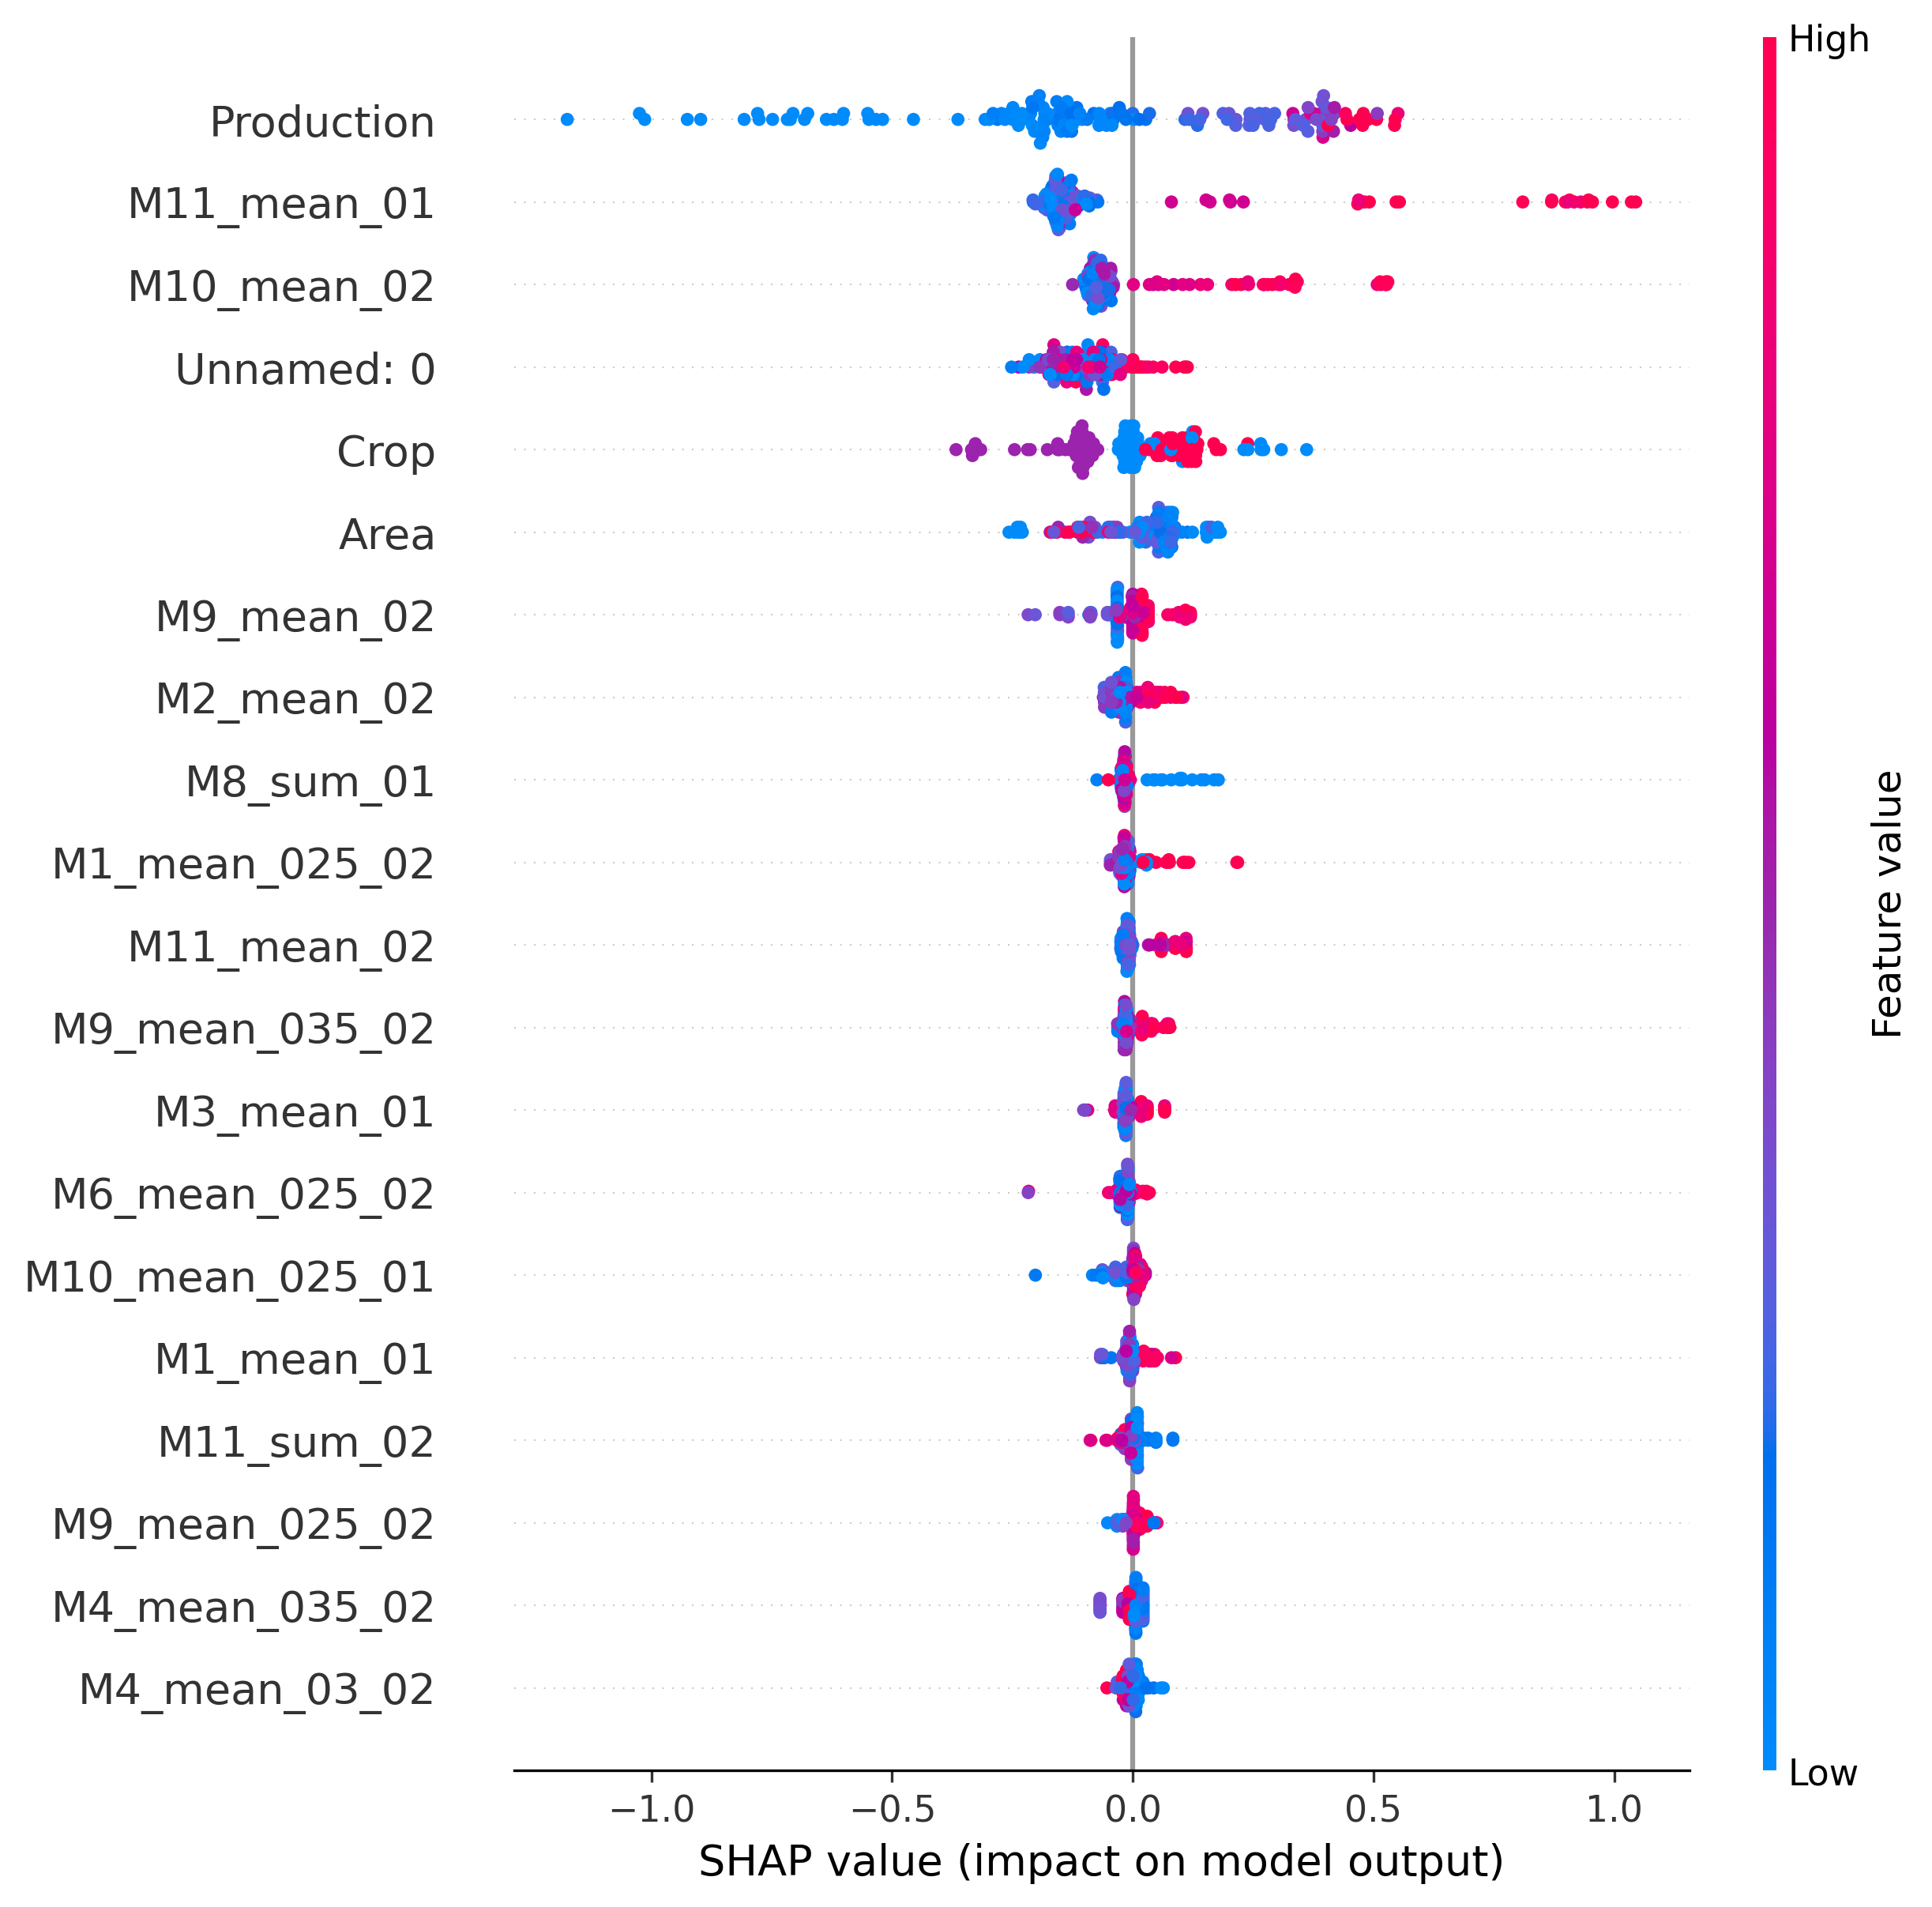 High
Production
M11_mean_01
M10_mean_02
Unnamed: 0
Crop
Area
M9_mean_02
M2_mean_02
M8_sum_01
M1_mean_025_02
M11_mean_02
M9_mean_035_02
M3_mean_01
M6_mean_025_02
M10_mean_025_01
M1_mean_01
M11_sum_02
M9_mean_025_02
M4_mean_035_02
M4_mean_03_02
Feature value
Low
−1.0 −0.5 0.0 0.5 1.0
SHAP value (impact on model output)